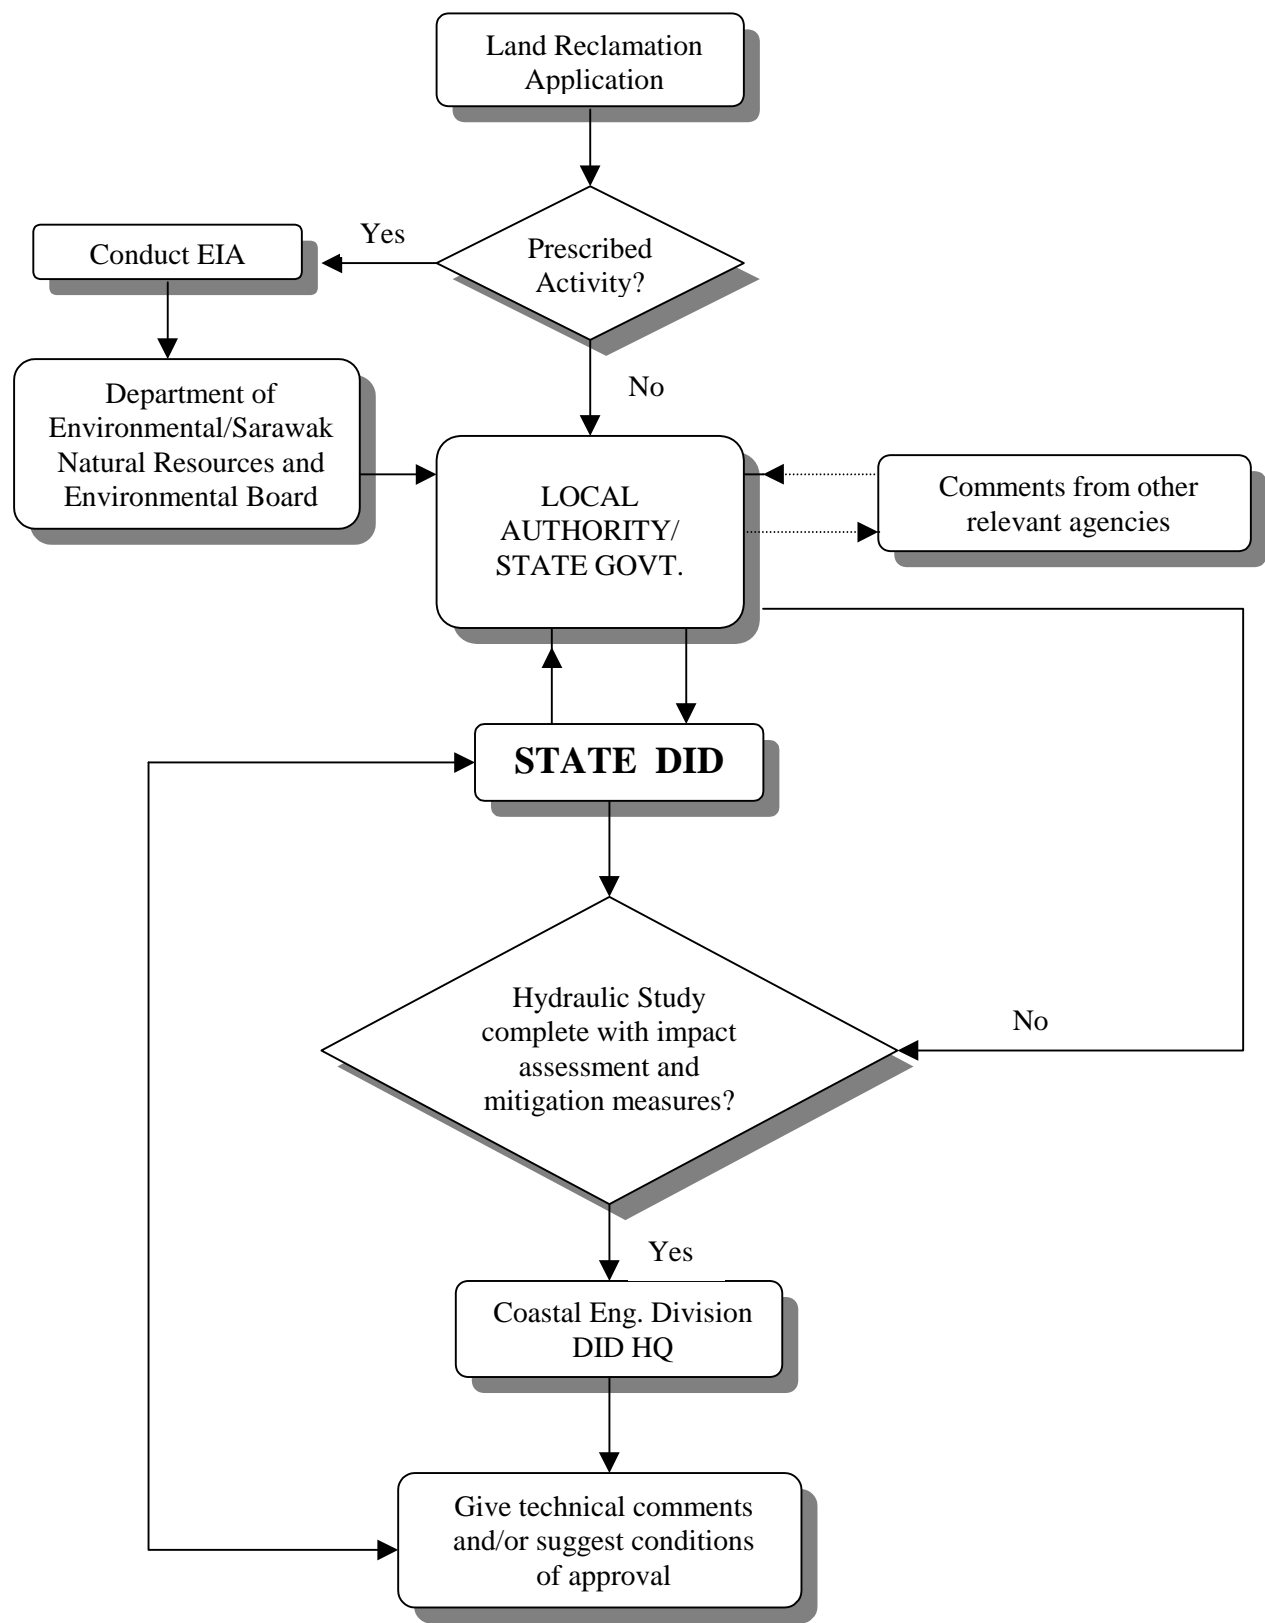 Land Reclamation
Application
Yes
Prescribed
Activity?
Conduct EIA
No
Department of
Environmental/Sarawak
Natural Resources and
Environmental Board
LOCAL
AUTHORITY/
STATE GOVT.
Comments from other
relevant agencies
STATE DID
Hydraulic Study
complete with impact
assessment and
mitigation measures?
No
Yes
Coastal Eng. Division
DID HQ
Give technical comments
and/or suggest conditions
of approval